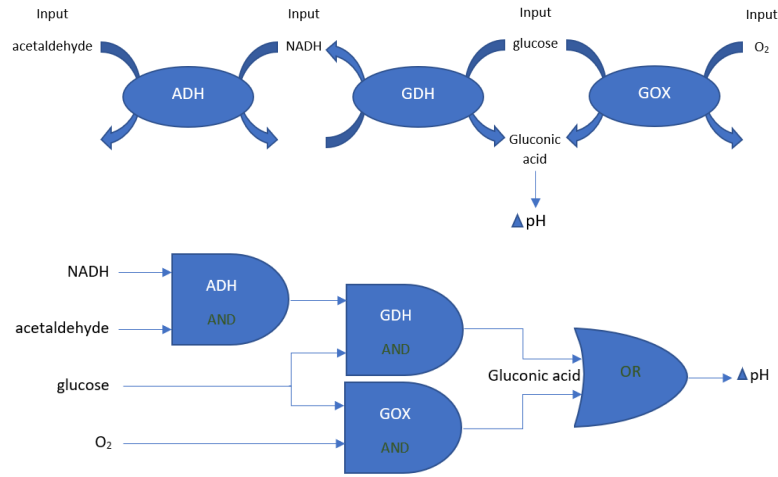 Input
Input
Input
Input
acetaldehyde
NADH
glucose
O₂
ADH
GDH
GOX
Gluconic
acid
pH
NADH
ADH
AND
acetaldehyde
GDH
AND
glucose
Gluconic acid
OR
pH
GOX
AND
O₂